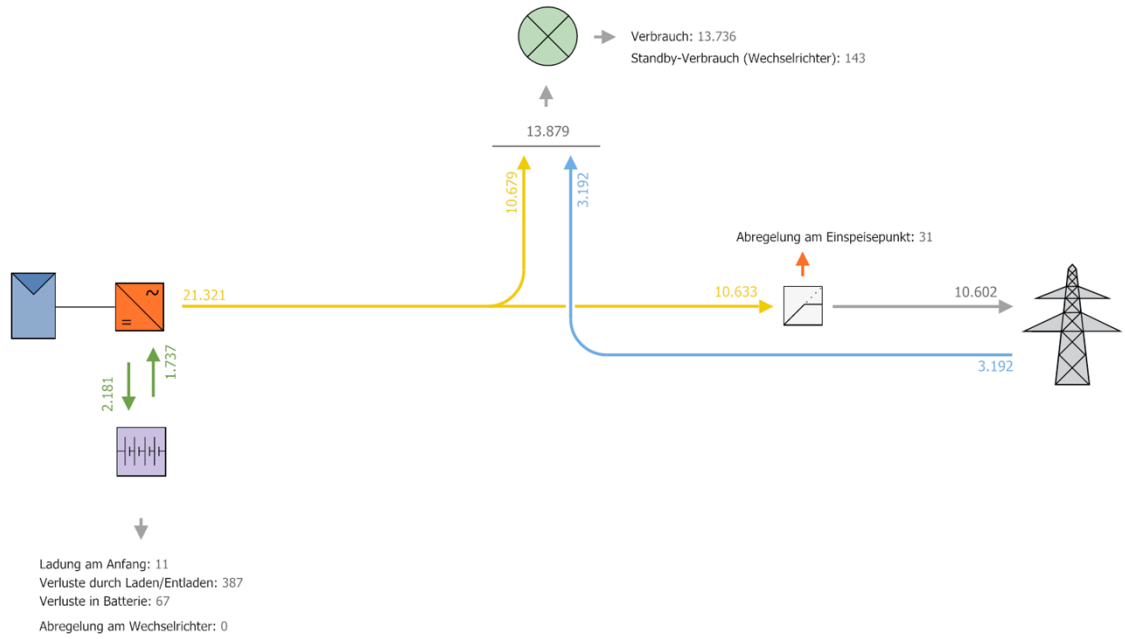 Verbrauch: 13.736
Standby-Verbrauch (Wechselrichter): 143
13.879
10.679
3.192
Abregelung am Einspeisepunkt: 31
21.321
10.633
10.602
3.192
2.181
1.737
Ladung am Anfang: 11
Verluste durch Laden/Entladen: 387
Verluste in Batterie: 67
Abregelung am Wechselrichter: 0